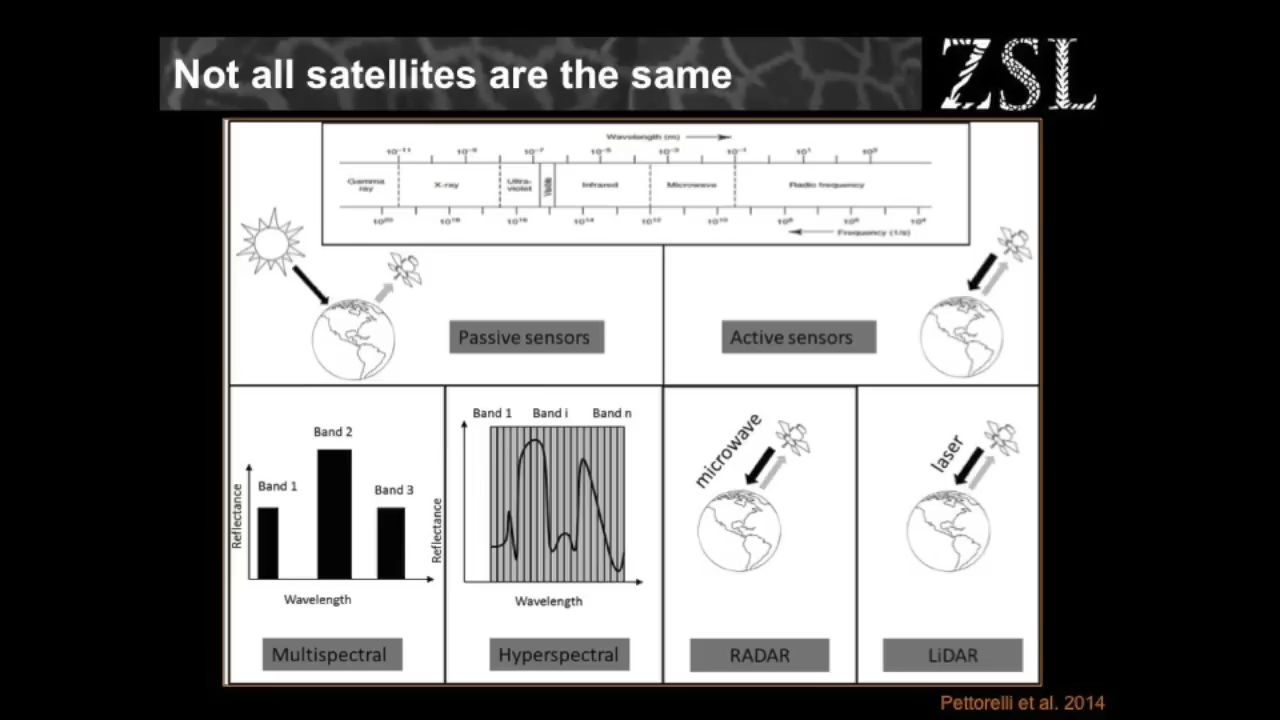 Not all satellites are the same
ZSL
Wavelength (m)
Gamma ray
X-ray
Ultra-violet
Visible
Infrared
Microwave
Radio frequency
Frequency (1/s)
Passive sensors
Active sensors
Band 1
Band 2
Band 3
Reflectance
Wavelength
Multispectral
Band 1 Band i Band n
Reflectance
Wavelength
Hyperspectral
microwave
RADAR
laser
LiDAR
Pettorelli et al. 2014